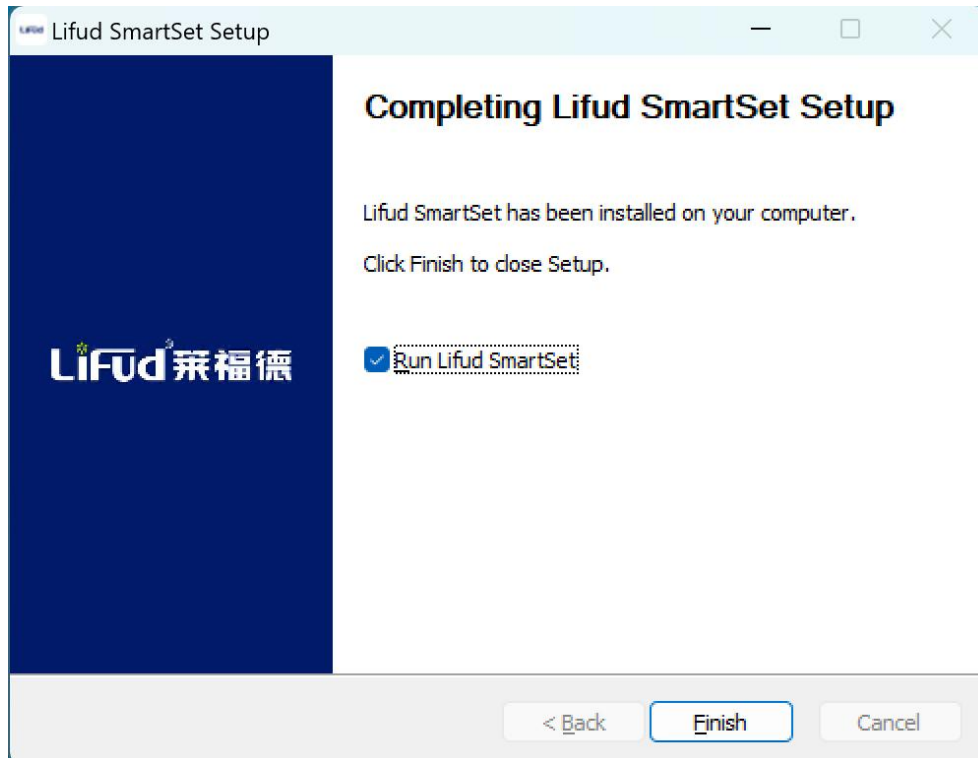 Lifud
Lifud SmartSet Setup
Completing Lifud SmartSet Setup
Lifud SmartSet has been installed on your computer.
Click Finish to close Setup.
Lifud莱福德
Run Lifud SmartSet
< Back
Finish
Cancel